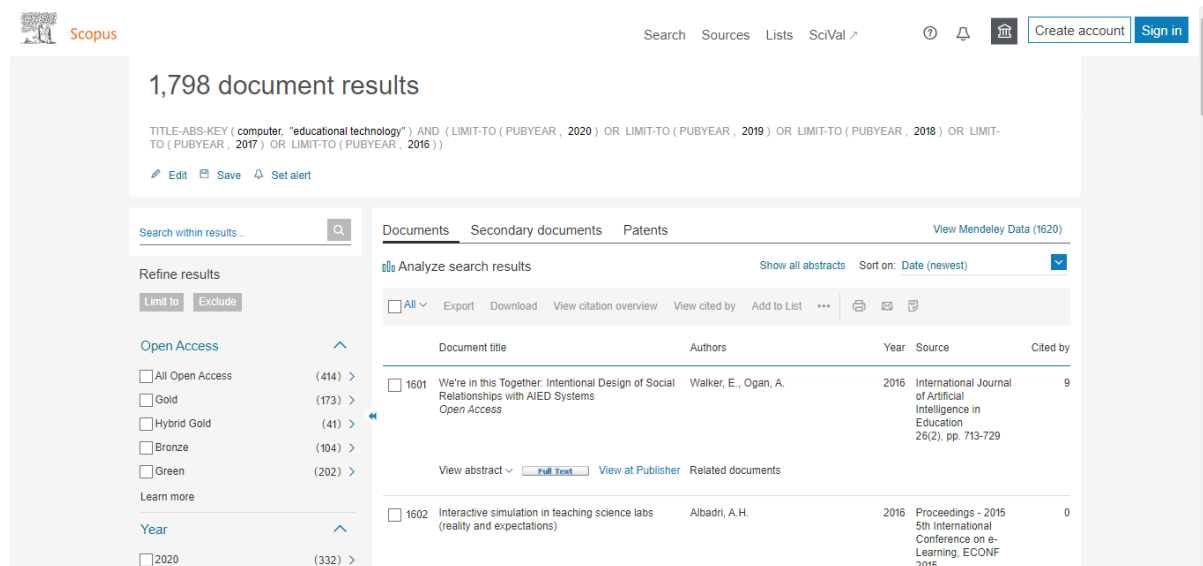 Scopus
Search Sources Lists SciVal ↗ Create account Sign in
1,798 document results
TITLE-ABS-KEY ( computer, "educational technology" ) AND ( LIMIT-TO ( PUBYEAR , 2020 ) OR LIMIT-TO ( PUBYEAR , 2019 ) OR LIMIT-TO ( PUBYEAR , 2018 ) OR LIMIT-
TO ( PUBYEAR , 2017 ) OR LIMIT-TO ( PUBYEAR , 2016 ) )
Edit Save Set alert
Search within results...
Refine results
Limit to Exclude
Open Access
All Open Access (414)
Gold (173)
Hybrid Gold (41)
Bronze (104)
Green (202)
Learn more
Year
2020 (332)
Documents Secondary documents Patents View Mendeley Data (1620)
Analyze search results Show all abstracts Sort on: Date (newest)
All Export Download View citation overview View cited by Add to List •••
Document title Authors Year Source Cited by
1601 We're in this Together: Intentional Design of Social Walker, E., Ogan, A. 2016 International Journal 9
Relationships with AIED Systems of Artificial
Open Access Intelligence in
Education
26(2), pp. 713-729
View abstract Full Text View at Publisher Related documents
1602 Interactive simulation in teaching science labs Albadri, A.H. 2016 Proceedings - 2015 0
(reality and expectations) 5th International
Conference on e-
Learning, ECONF
2015